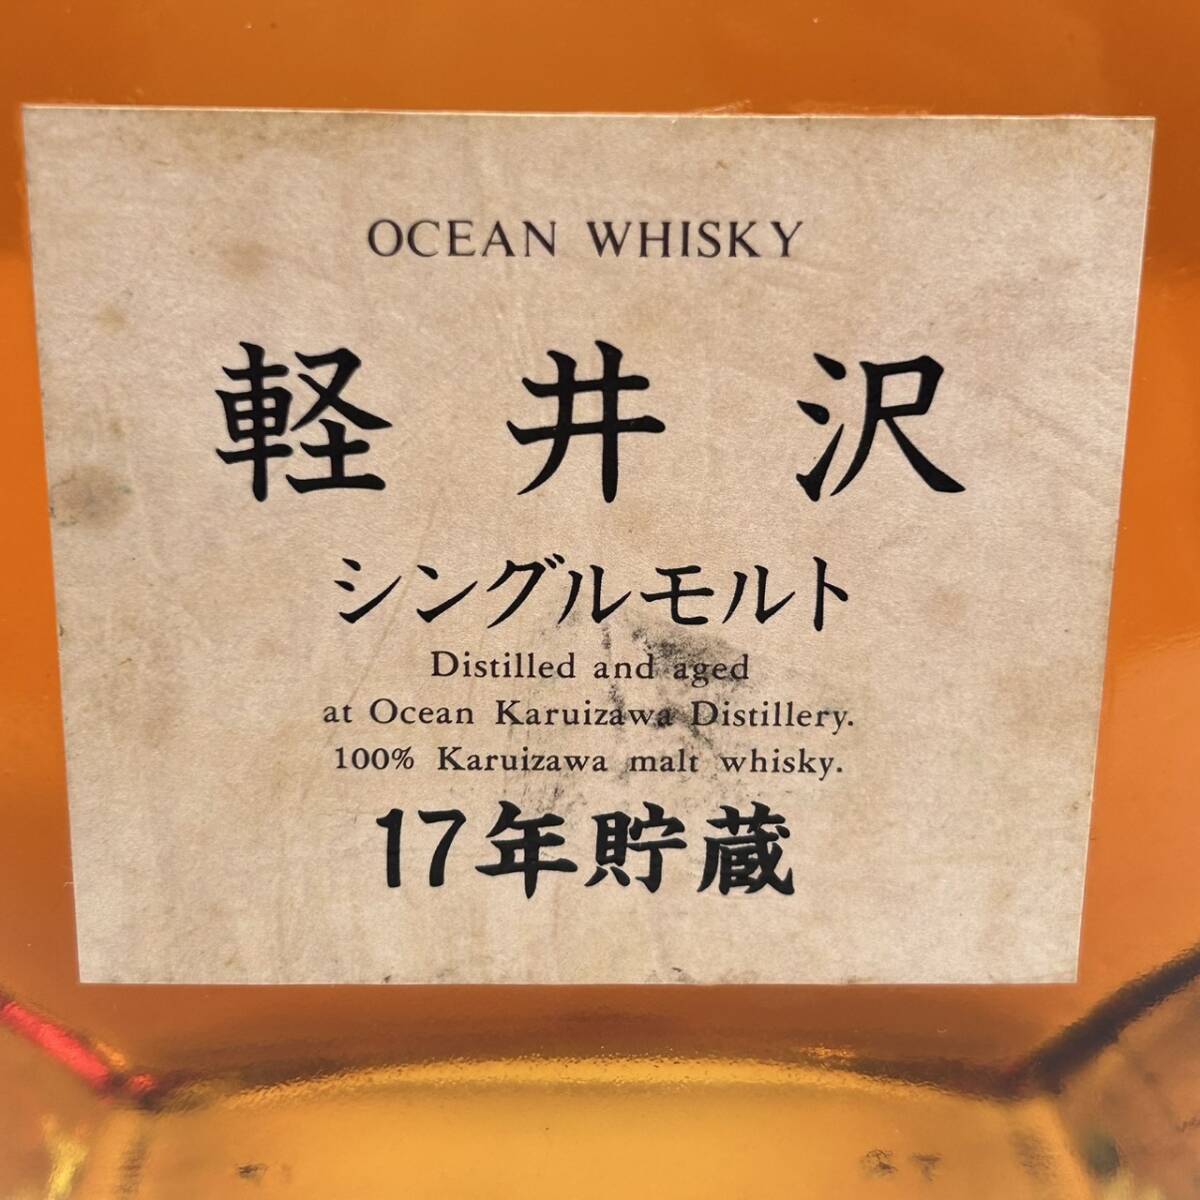 OCEAN WHISKY
軽井沢
シングルモルト
Distilled and aged
at Ocean Karuizawa Distillery.
100% Karuizawa malt whisky.
17年貯蔵